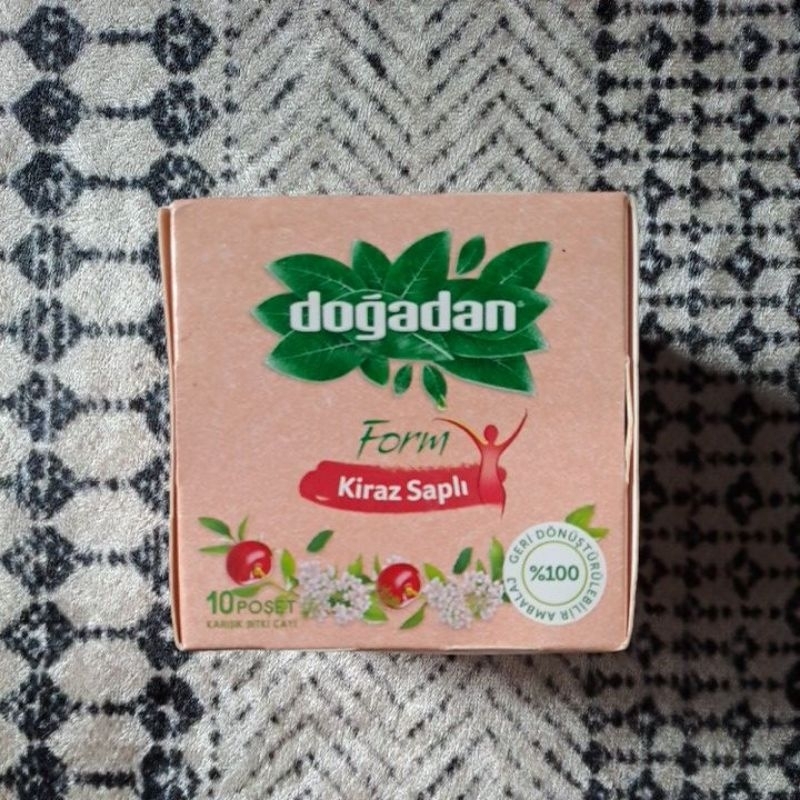 doğadan
Form
Kiraz Saplı
10 POŞET
KARIŞIK BİTKİ ÇAYI
GERİ DÖNÜŞTÜRÜLEBİLİR AMBALAJ
%100